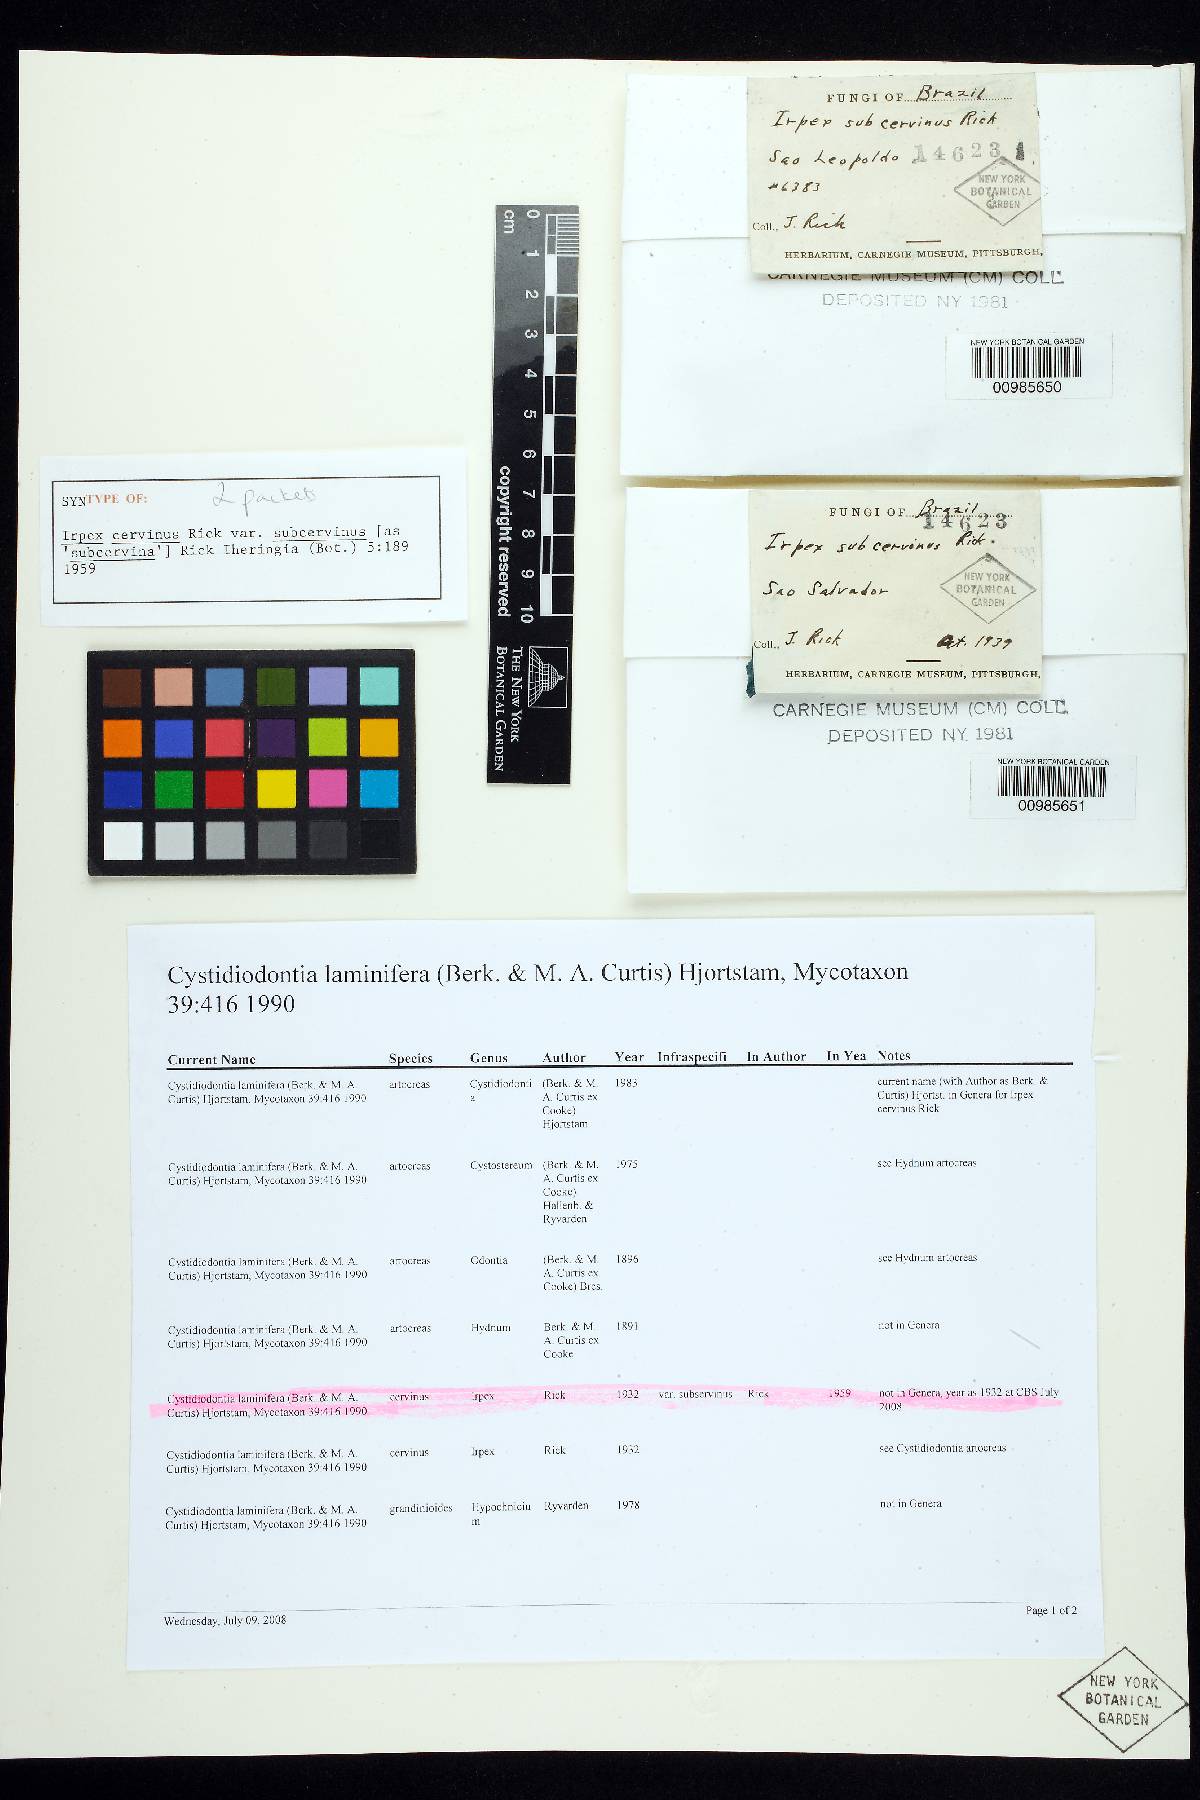 FUNGI OF Brazil
Irpex subcervinus Rick
Sao Leopoldo 14623
#6383
NEW YORK
BOTANICAL
GARDEN
Coll., J. Rick
HERBARIUM, CARNEGIE MUSEUM, PITTSBURGH,
CARNEGIE MUSEUM (CM) COLL.
DEPOSITED NY 1981
NEW YORK BOTANICAL GARDEN
00985650
FUNGI OF Brazil
14623
Irpex subcervinus Rick.
NEW YORK
BOTANICAL
GARDEN
Sao Salvador
Coll., J. Rick Oct. 1939
HERBARIUM, CARNEGIE MUSEUM, PITTSBURGH,
CARNEGIE MUSEUM (CM) COLL.
DEPOSITED NY 1981
NEW YORK BOTANICAL GARDEN
00985651
cm 0 1 2 3 4 5 6 7 8 9 10
copyright reserved
THE NEW YORK
BOTANICAL GARDEN
SYNTYPE OF: 2 packets
Irpex cervinus Rick var. subcervinus [as
'subcervina'] Rick Iheringia (Bot.) 5:189
1959
Cystidiodontia laminifera (Berk. & M. A. Curtis) Hjortstam, Mycotaxon
39:416 1990
Current Name Species Genus Author Year Infraspecifi In Author In Yea Notes
Cystidiodontia laminifera (Berk. & M. A. artocreas Cystidiodonti (Berk. & M. 1983 current name (with Author as Berk. &
Curtis) Hjortstam, Mycotaxon 39:416 1990 a A. Curtis ex Curtis) Hjortst. in Genera for Irpex
Cooke) cervinus Rick
Hjortstam
Cystidiodontia laminifera (Berk. & M. A. artocreas Cystostereum (Berk. & M. 1975 see Hydnum artocreas
Curtis) Hjortstam, Mycotaxon 39:416 1990 A. Curtis ex
Cooke)
Hallenb. &
Ryvarden
Cystidiodontia laminifera (Berk. & M. A. artocreas Odontia (Berk. & M. 1896 see Hydnum artocreas
Curtis) Hjortstam, Mycotaxon 39:416 1990 A. Curtis ex
Cooke) Bres.
Cystidiodontia laminifera (Berk. & M. A. artocreas Hydnum Berk. & M. 1891 not in Genera
Curtis) Hjortstam, Mycotaxon 39:416 1990 A. Curtis ex
Cooke
Cystidiodontia laminifera (Berk. & M. A. cervinus Irpex Rick 1932 var. subservinus Rick 1959 not in Genera, year as 1932 at CBS July
Curtis) Hjortstam, Mycotaxon 39:416 1990 2008
Cystidiodontia laminifera (Berk. & M. A. cervinus Irpex Rick 1932 see Cystidiodontia artocreas
Curtis) Hjortstam, Mycotaxon 39:416 1990
Cystidiodontia laminifera (Berk. & M. A. grandinioides Hypochniciu Ryvarden 1978 not in Genera
Curtis) Hjortstam, Mycotaxon 39:416 1990 m
Wednesday, July 09, 2008 Page 1 of 2
NEW YORK
BOTANICAL
GARDEN